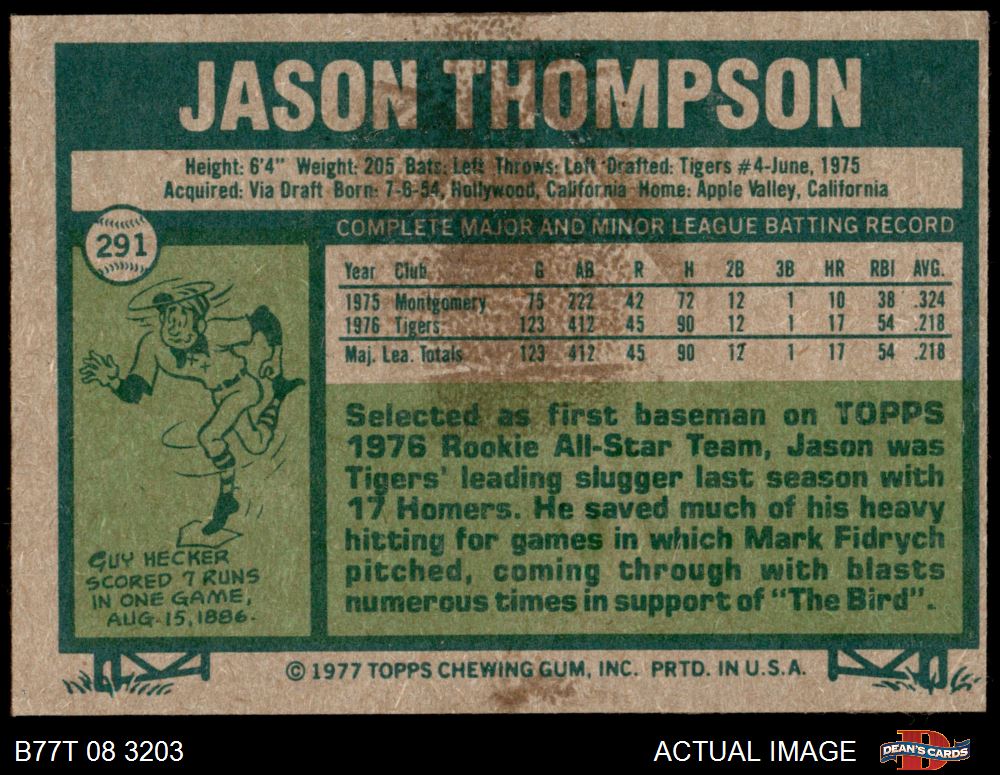 JASON THOMPSON
Height: 6'4" Weight: 205 Bats: Left Throws: Left Drafted: Tigers #4-June, 1975
Acquired: Via Draft Born: 7-6-54, Hollywood, California Home: Apple Valley, California
291
COMPLETE MAJOR AND MINOR LEAGUE BATTING RECORD
Year Club G AB R H 2B 3B HR RBI AVG.
1975 Montgomery 75 222 42 72 12 1 10 38 .324
1976 Tigers 123 412 45 90 12 1 17 54 .218
Maj. Lea. Totals 123 412 45 90 12 1 17 54 .218
Selected as first baseman on TOPPS
1976 Rookie All-Star Team, Jason was
Tigers' leading slugger last season with
17 Homers. He saved much of his heavy
hitting for games in which Mark Fidrych
pitched, coming through with blasts
numerous times in support of "The Bird".
GUY HECKER
SCORED 7 RUNS
IN ONE GAME,
AUG. 15, 1886.
© 1977 TOPPS CHEWING GUM, INC. PRTD. IN U.S.A.
B77T 08 3203
ACTUAL IMAGE
D
DEAN'S CARDS